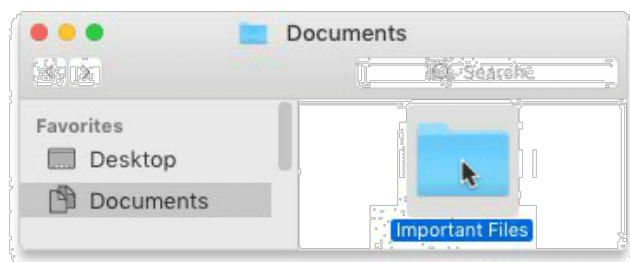 Documents
Search
Favorites
Desktop
Documents
Important Files